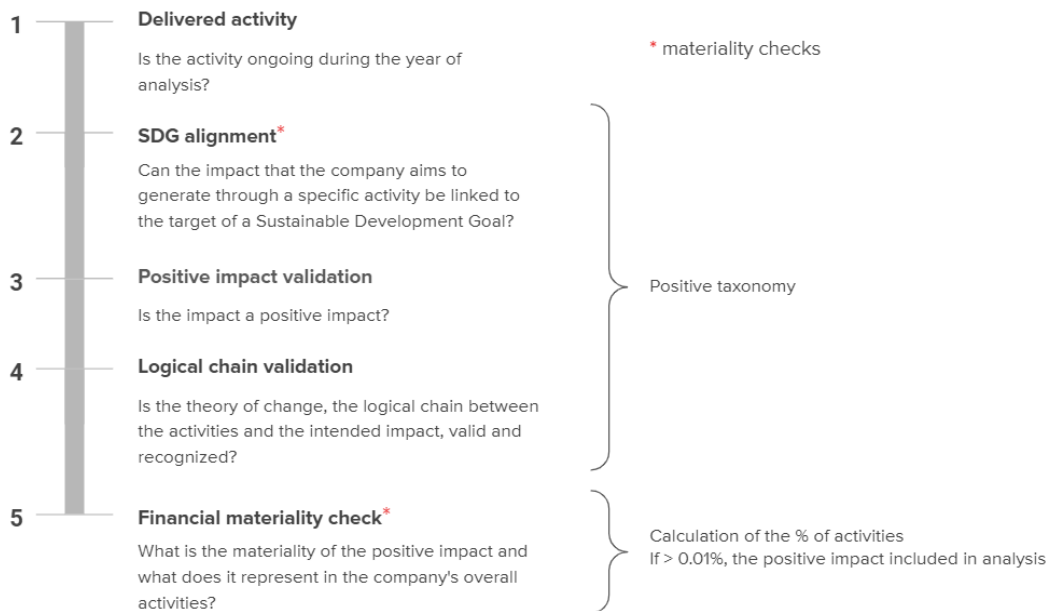 1
Delivered activity
Is the activity ongoing during the year of
analysis?
* materiality checks
2
SDG alignment*
Can the impact that the company aims to
generate through a specific activity be linked to
the target of a Sustainable Development Goal?
3
Positive impact validation
Is the impact a positive impact?
Positive taxonomy
4
Logical chain validation
Is the theory of change, the logical chain between
the activities and the intended impact, valid and
recognized?
5
Financial materiality check*
What is the materiality of the positive impact and
what does it represent in the company's overall
activities?
Calculation of the % of activities
If > 0.01%, the positive impact included in analysis